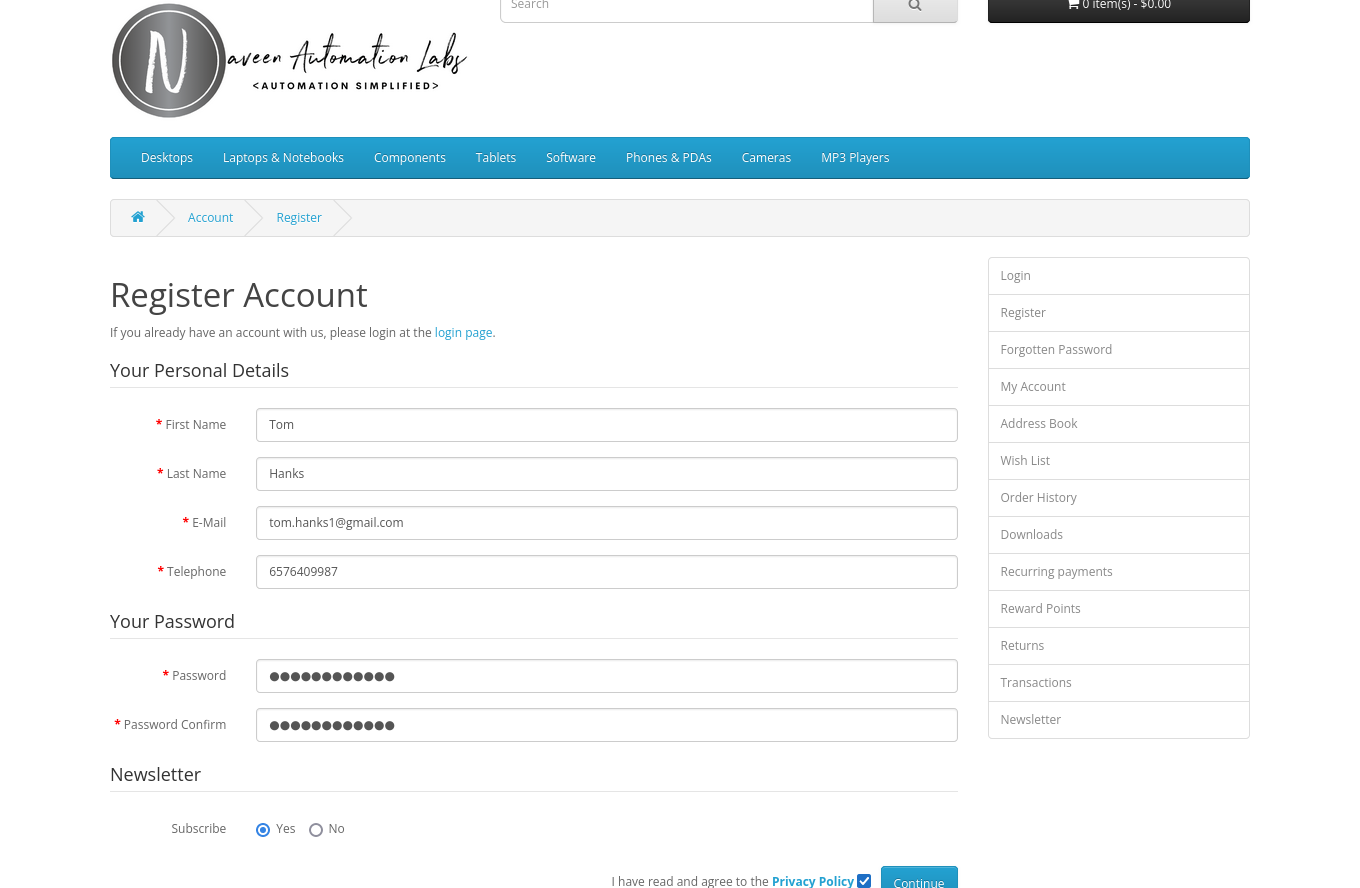 Search
0 item(s) - $0.00
N
aveen Automation Labs
<AUTOMATION SIMPLIFIED>
Desktops Laptops & Notebooks Components Tablets Software Phones & PDAs Cameras MP3 Players
Account Register
Register Account
If you already have an account with us, please login at the login page.
Your Personal Details
* First Name Tom
* Last Name Hanks
* E-Mail tom.hanks1@gmail.com
* Telephone 6576409987
Your Password
* Password ●●●●●●●●●●●●
* Password Confirm ●●●●●●●●●●●●
Newsletter
Subscribe Yes No
I have read and agree to the Privacy Policy Continue
Login
Register
Forgotten Password
My Account
Address Book
Wish List
Order History
Downloads
Recurring payments
Reward Points
Returns
Transactions
Newsletter